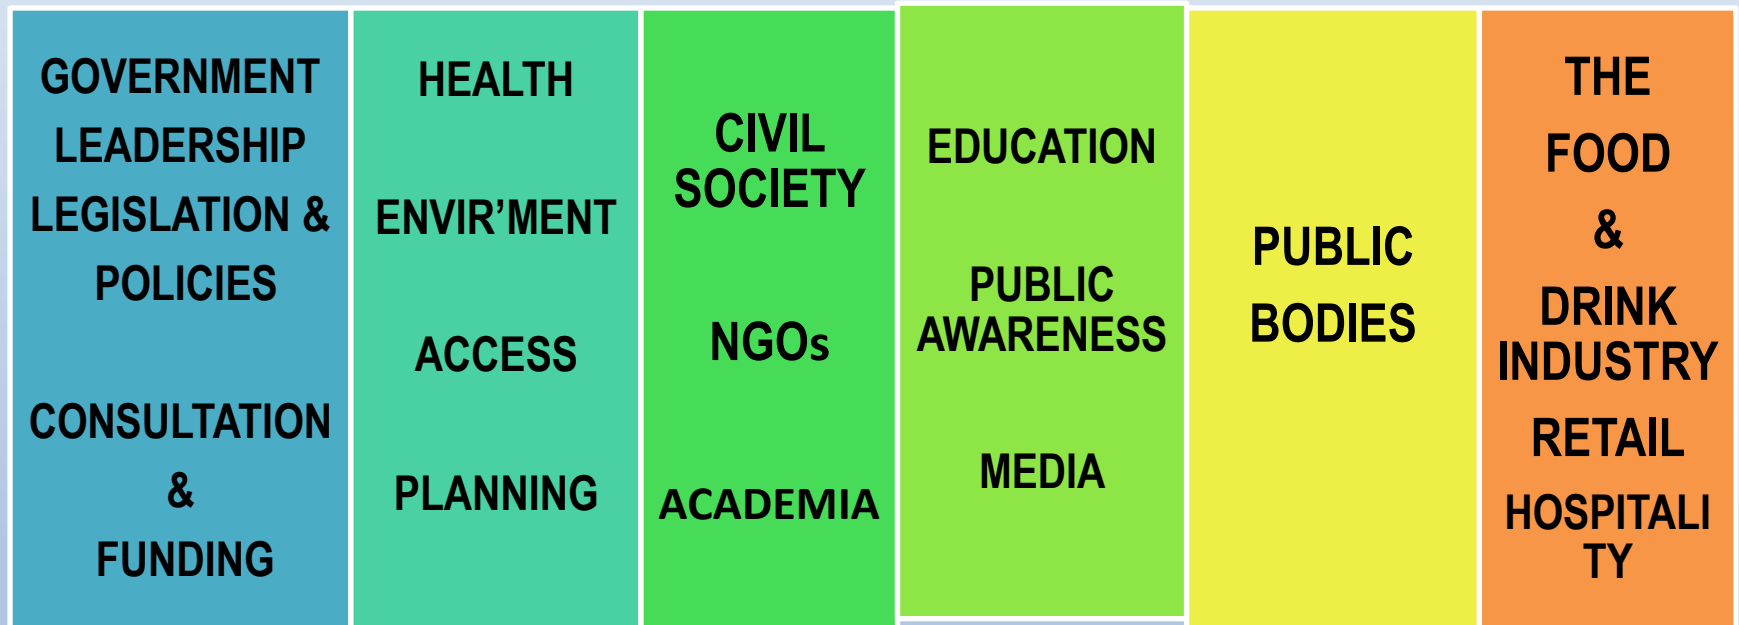 GOVERNMENT
LEADERSHIP
LEGISLATION &
POLICIES
CONSULTATION
&
FUNDING
HEALTH
ENVIR’MENT
ACCESS
PLANNING
CIVIL
SOCIETY
NGOs
ACADEMIA
EDUCATION
PUBLIC
AWARENESS
MEDIA
PUBLIC
BODIES
THE
FOOD
&
DRINK
INDUSTRY
RETAIL
HOSPITALI
TY